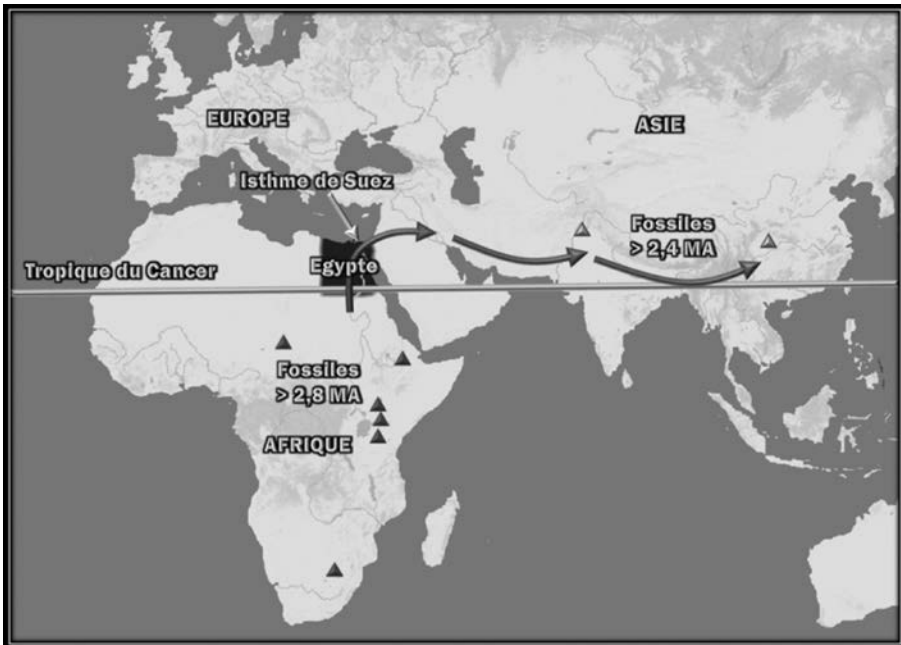 EUROPE
ASIE
Isthme de Suez
Fossiles
> 2,4 MA
Egypte
Tropique du Cancer
Fossiles
> 2,8 MA
AFRIQUE